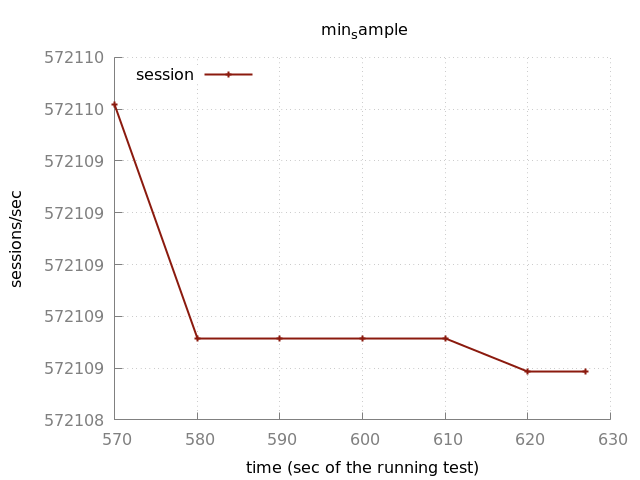 min_sample
572110
session
572110
572109
572109
572109
572109
572109
572108
570 580 590 600 610 620 630
sessions/sec
time (sec of the running test)